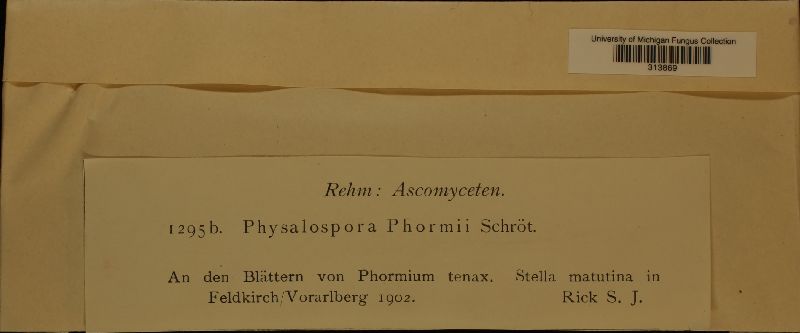 University of Michigan Fungus Collection
313869
Rehm: Ascomyceten.
1295b. Physalospora Phormii Schröt.
An den Blättern von Phormium tenax. Stella matutina in
Feldkirch/Vorarlberg 1902. Rick S. J.